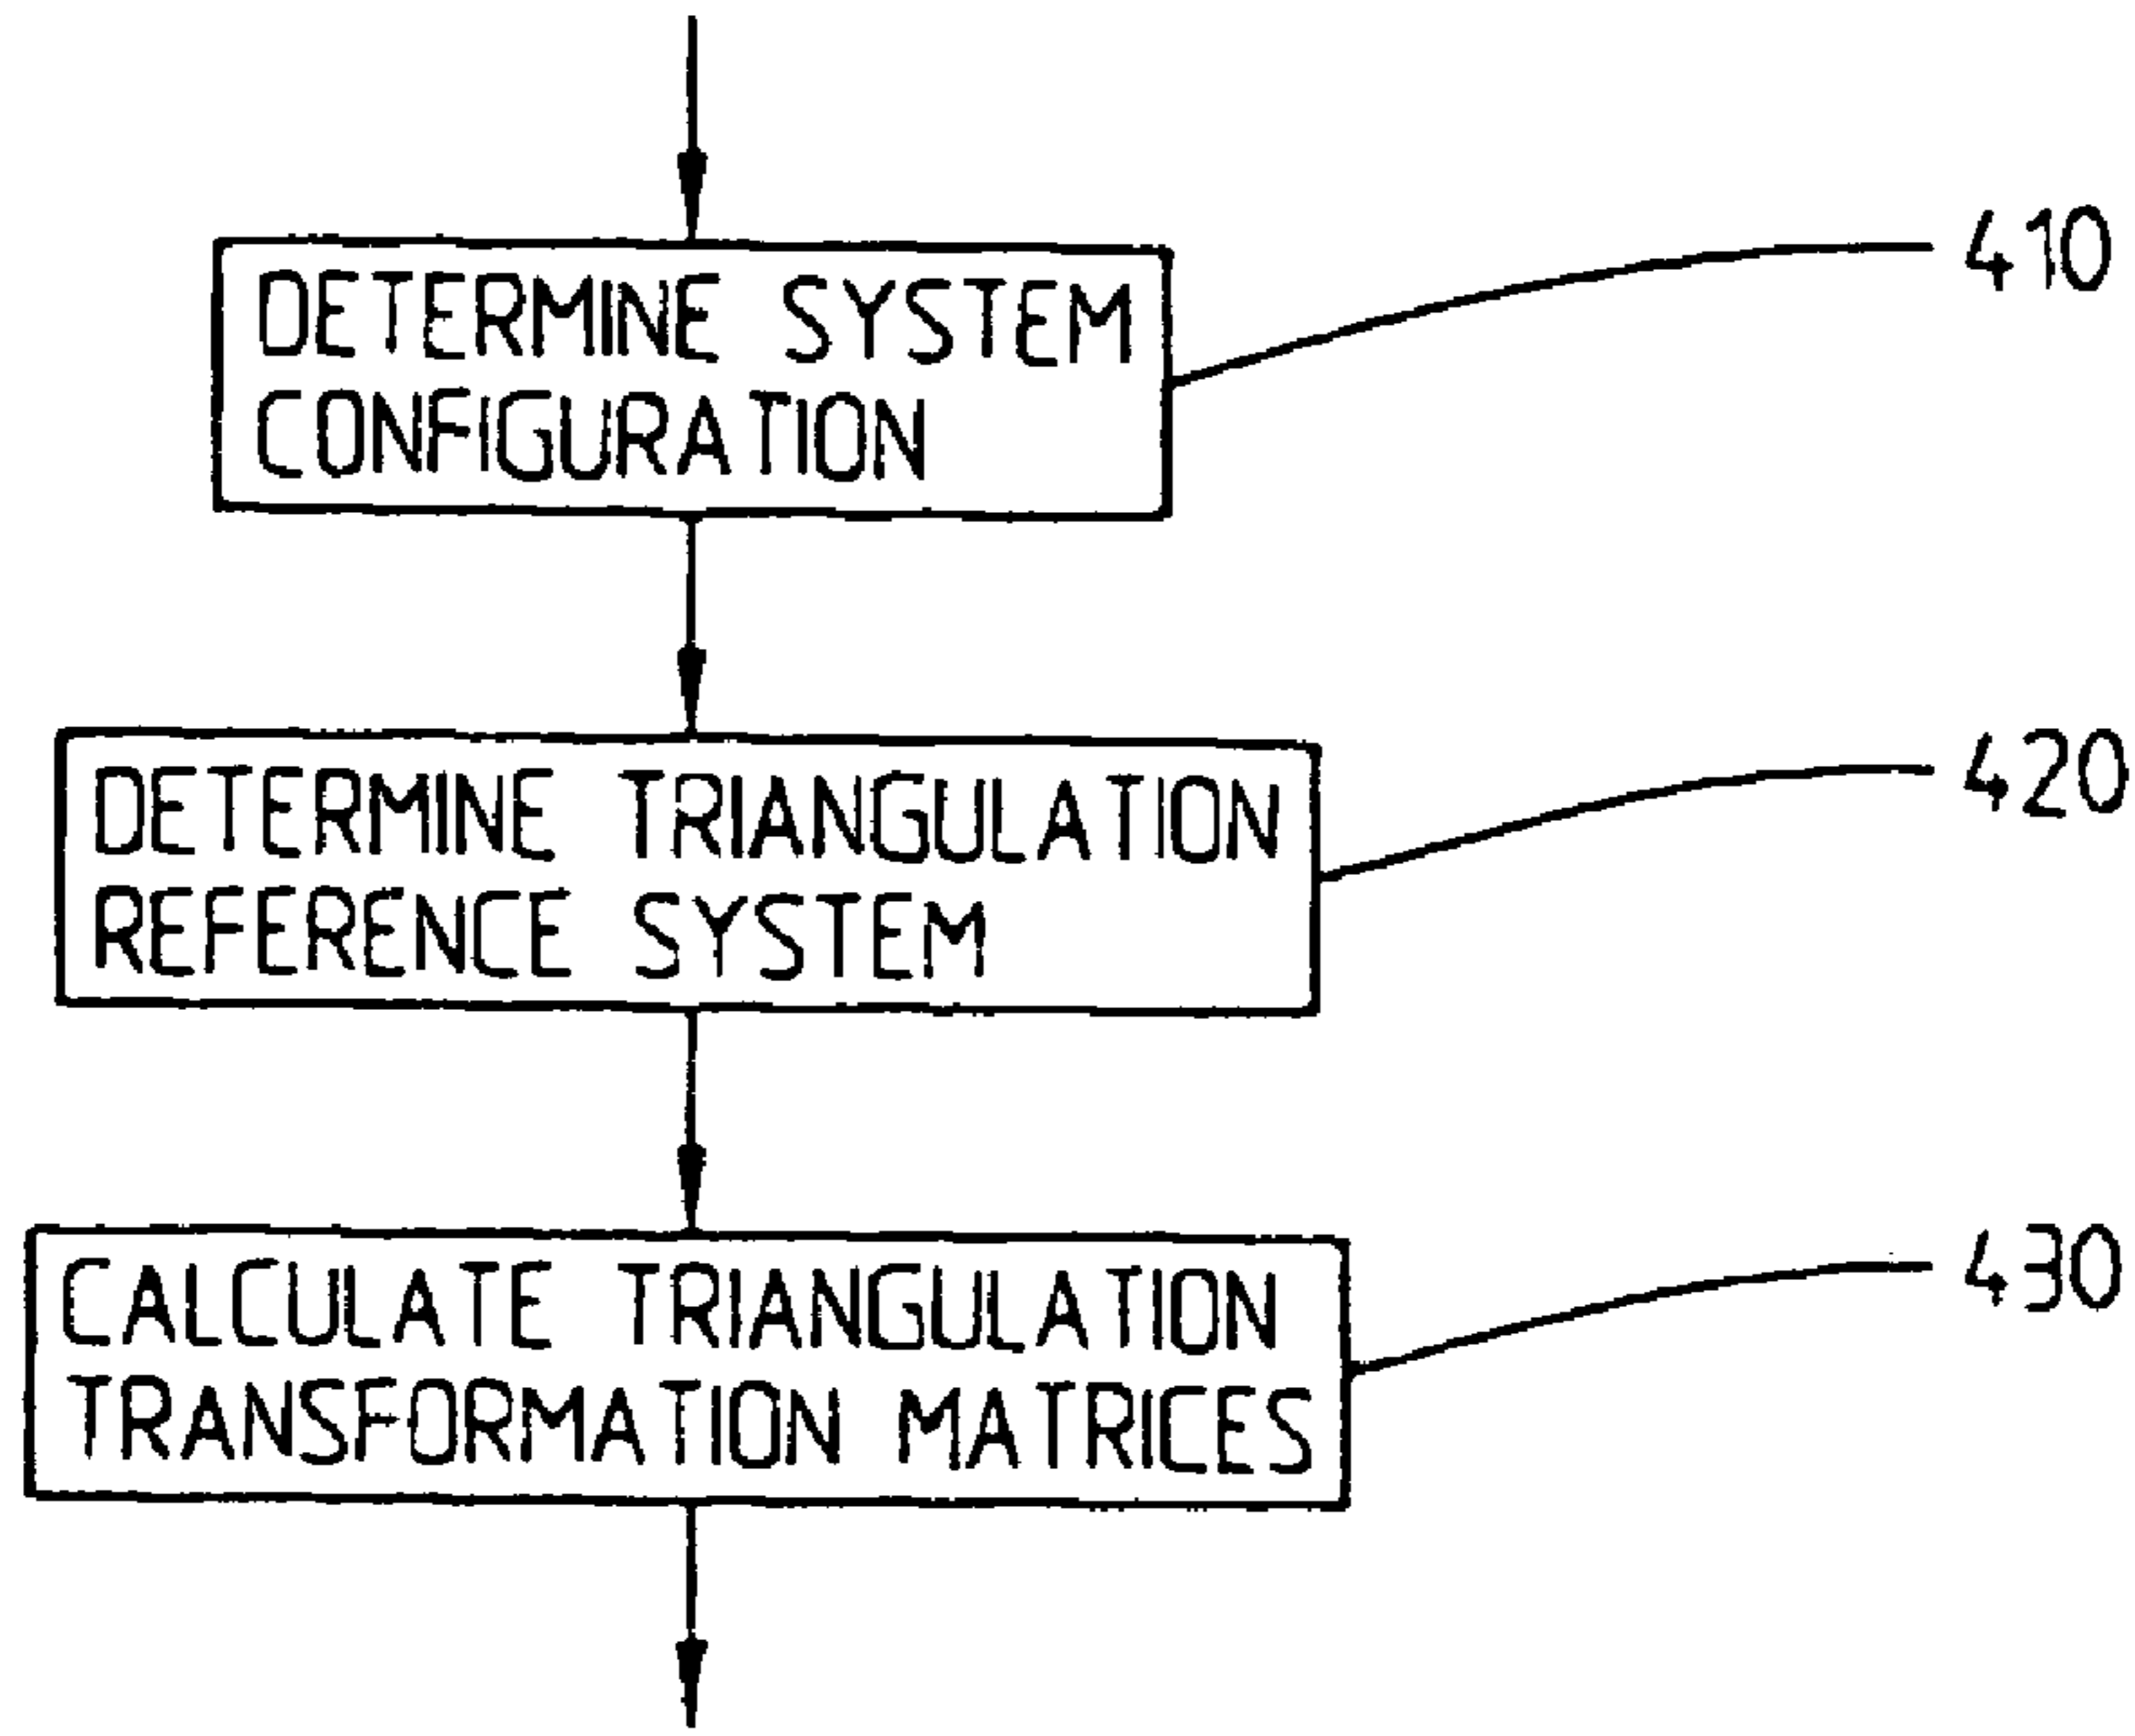 410
DETERMINE SYSTEM
CONFIGURATION
420
DETERMINE TRIANGULATION
REFERENCE SYSTEM
430
CALCULATE TRIANGULATION
TRANSFORMATION MATRICES